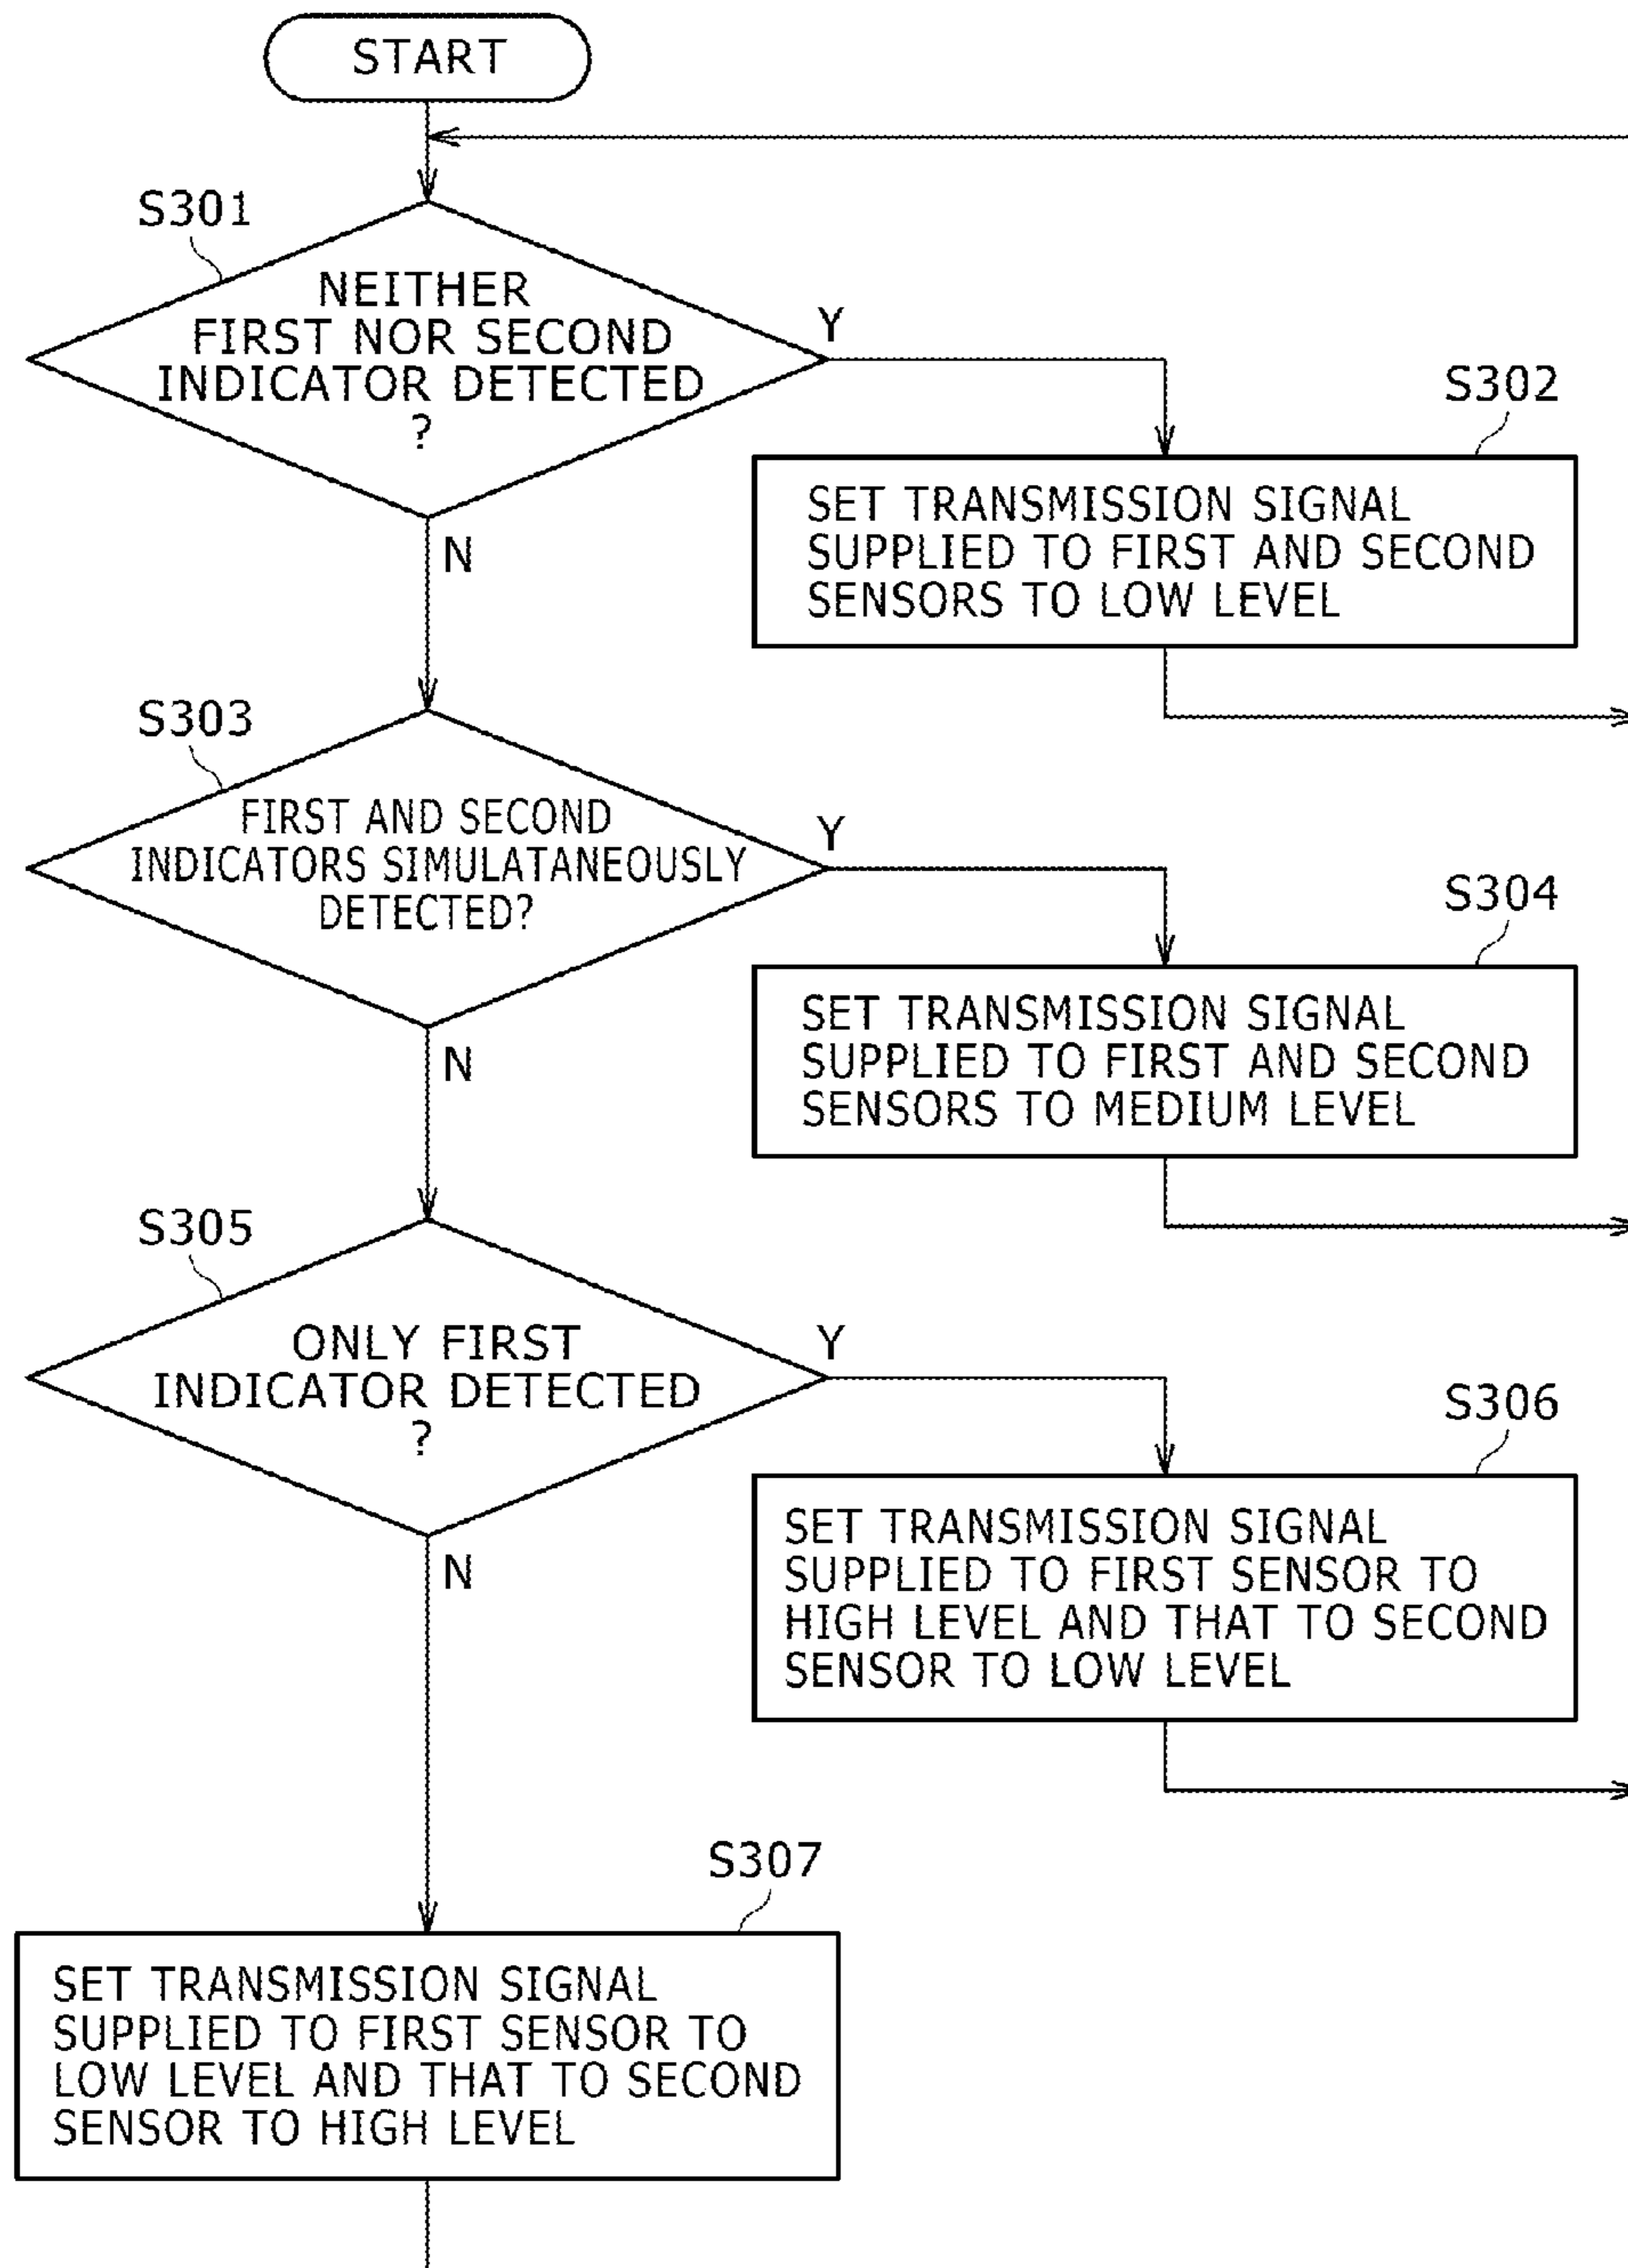 START
S301
NEITHER
FIRST NOR SECOND
INDICATOR DETECTED
?
Y
N
S302
SET TRANSMISSION SIGNAL
SUPPLIED TO FIRST AND SECOND
SENSORS TO LOW LEVEL
S303
FIRST AND SECOND
INDICATORS SIMULATANEOUSLY
DETECTED?
Y
N
S304
SET TRANSMISSION SIGNAL
SUPPLIED TO FIRST AND SECOND
SENSORS TO MEDIUM LEVEL
S305
ONLY FIRST
INDICATOR DETECTED
?
Y
N
S306
SET TRANSMISSION SIGNAL
SUPPLIED TO FIRST SENSOR TO
HIGH LEVEL AND THAT TO SECOND
SENSOR TO LOW LEVEL
S307
SET TRANSMISSION SIGNAL
SUPPLIED TO FIRST SENSOR TO
LOW LEVEL AND THAT TO SECOND
SENSOR TO HIGH LEVEL